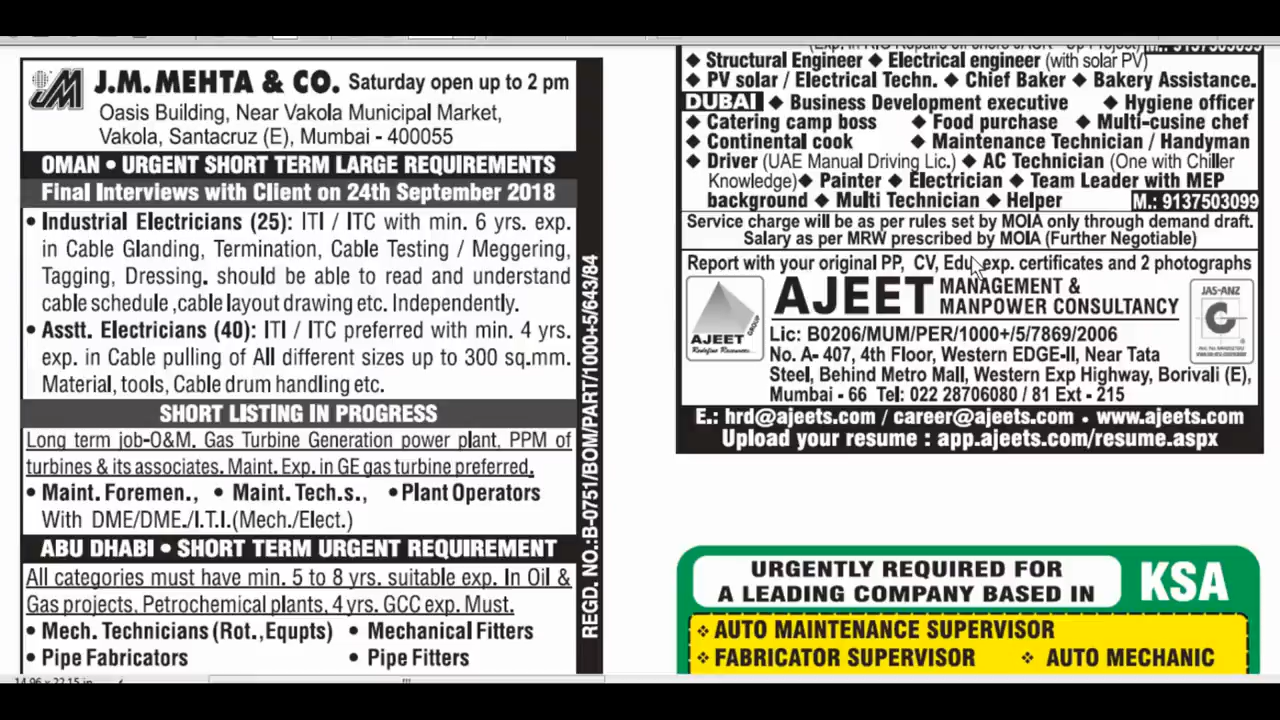 JM J.M. MEHTA & CO. Saturday open up to 2 pm
Oasis Building, Near Vakola Municipal Market,
Vakola, Santacruz (E), Mumbai - 400055
OMAN • URGENT SHORT TERM LARGE REQUIREMENTS
Final Interviews with Client on 24th September 2018
• Industrial Electricians (25): ITI / ITC with min. 6 yrs. exp.
in Cable Glanding, Termination, Cable Testing / Meggering,
Tagging, Dressing. should be able to read and understand
cable schedule ,cable layout drawing etc. Independently.
• Asstt. Electricians (40): ITI / ITC preferred with min. 4 yrs.
exp. in Cable pulling of All different sizes up to 300 sq.mm.
Material, tools, Cable drum handling etc.
SHORT LISTING IN PROGRESS
Long term job-O&M. Gas Turbine Generation power plant, PPM of
turbines & its associates. Maint. Exp. in GE gas turbine preferred.
• Maint. Foremen., • Maint. Tech.s., • Plant Operators
With DME/DME./I.T.I.(Mech./Elect.)
ABU DHABI • SHORT TERM URGENT REQUIREMENT
All categories must have min. 5 to 8 yrs. suitable exp. In Oil &
Gas projects, Petrochemical plants, 4 yrs. GCC exp. Must.
• Mech. Technicians (Rot.,Equpts) • Mechanical Fitters
• Pipe Fabricators • Pipe Fitters
REGD. NO.:B-0751/BOM/PART/1000+5/643/84
M.: 9137503099
❖ Structural Engineer ❖ Electrical engineer (with solar PV)
❖ PV solar / Electrical Techn. ❖ Chief Baker ❖ Bakery Assistance.
DUBAI ❖ Business Development executive ❖ Hygiene officer
❖ Catering camp boss ❖ Food purchase ❖ Multi-cusine chef
❖ Continental cook ❖ Maintenance Technician / Handyman
❖ Driver (UAE Manual Driving Lic.) ❖ AC Technician (One with Chiller
Knowledge) ❖ Painter ❖ Electrician ❖ Team Leader with MEP
background ❖ Multi Technician ❖ Helper M.: 9137503099
Service charge will be as per rules set by MOIA only through demand draft.
Salary as per MRW prescribed by MOIA (Further Negotiable)
Report with your original PP, CV, Edu. exp. certificates and 2 photographs
AJEET GROUP
AJEET MANAGEMENT &
MANPOWER CONSULTANCY
JAS-ANZ
Lic: B0206/MUM/PER/1000+/5/7869/2006
No. A- 407, 4th Floor, Western EDGE-II, Near Tata
Steel, Behind Metro Mall, Western Exp Highway, Borivali (E),
Mumbai - 66 Tel: 022 28706080 / 81 Ext - 215
E.: hrd@ajeets.com / career@ajeets.com • www.ajeets.com
Upload your resume : app.ajeets.com/resume.aspx
URGENTLY REQUIRED FOR
A LEADING COMPANY BASED IN KSA
❖ AUTO MAINTENANCE SUPERVISOR
❖ FABRICATOR SUPERVISOR ❖ AUTO MECHANIC
14.96 x 22.15 in